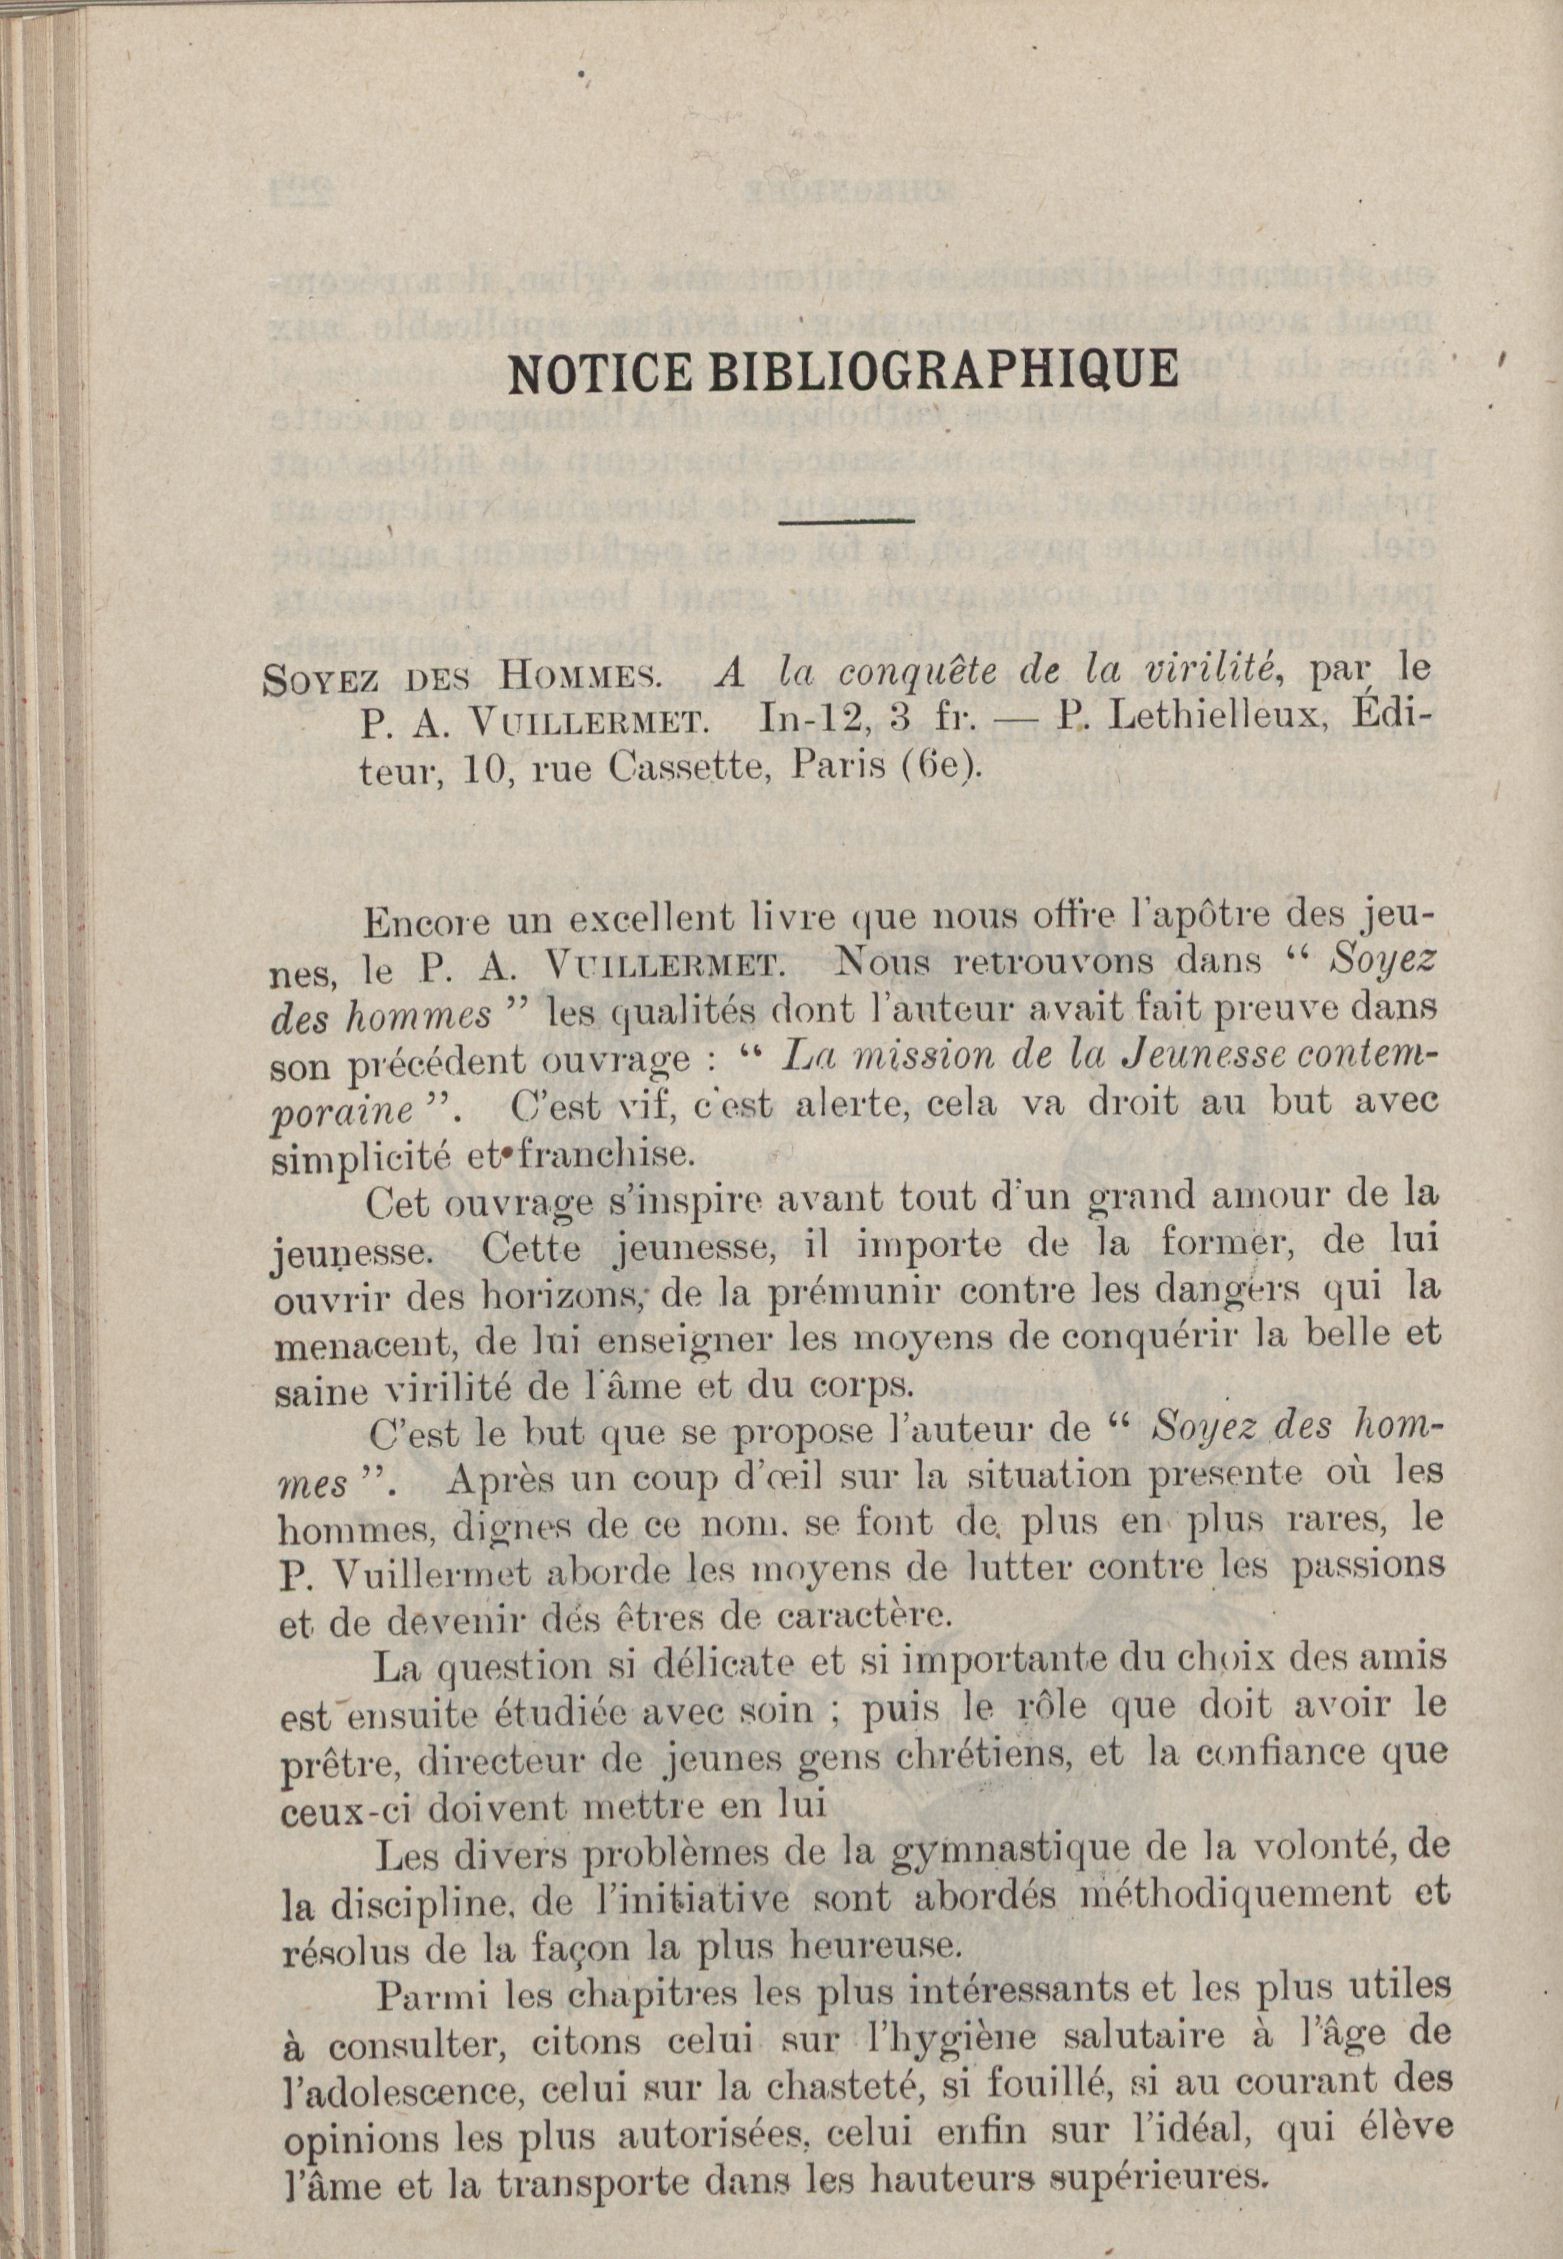 NOTICE BIBLIOGRAPHIQUE
SOYEZ DES HOMMES. A la conquête de la virilité, par le
P. A. VUILLERMET. In-12, 3 fr. — P. Lethielleux, Édi-
teur, 10, rue Cassette, Paris (6e).
Encore un excellent livre que nous offre l'apôtre des jeu-
nes, le P. A. VUILLERMET. Nous retrouvons dans “ Soyez
des hommes ” les qualités dont l'auteur avait fait preuve dans
son précédent ouvrage : “ La mission de la Jeunesse contem-
poraine ”. C'est vif, c'est alerte, cela va droit au but avec
simplicité et franchise.
Cet ouvrage s'inspire avant tout d'un grand amour de la
jeunesse. Cette jeunesse, il importe de la former, de lui
ouvrir des horizons, de la prémunir contre les dangers qui la
menacent, de lui enseigner les moyens de conquérir la belle et
saine virilité de l'âme et du corps.
C'est le but que se propose l'auteur de “ Soyez des hom-
mes ”. Après un coup d'œil sur la situation presente où les
hommes, dignes de ce nom. se font de plus en plus rares, le
P. Vuillermet aborde les moyens de lutter contre les passions
et de devenir des êtres de caractère.
La question si délicate et si importante du choix des amis
est ensuite étudiée avec soin ; puis le rôle que doit avoir le
prêtre, directeur de jeunes gens chrétiens, et la confiance que
ceux-ci doivent mettre en lui
Les divers problèmes de la gymnastique de la volonté, de
la discipline, de l'initiative sont abordés méthodiquement et
résolus de la façon la plus heureuse.
Parmi les chapitres les plus intéressants et les plus utiles
à consulter, citons celui sur l'hygiène salutaire à l'âge de
l'adolescence, celui sur la chasteté, si fouillé, si au courant des
opinions les plus autorisées, celui enfin sur l'idéal, qui élève
l'âme et la transporte dans les hauteurs supérieures.